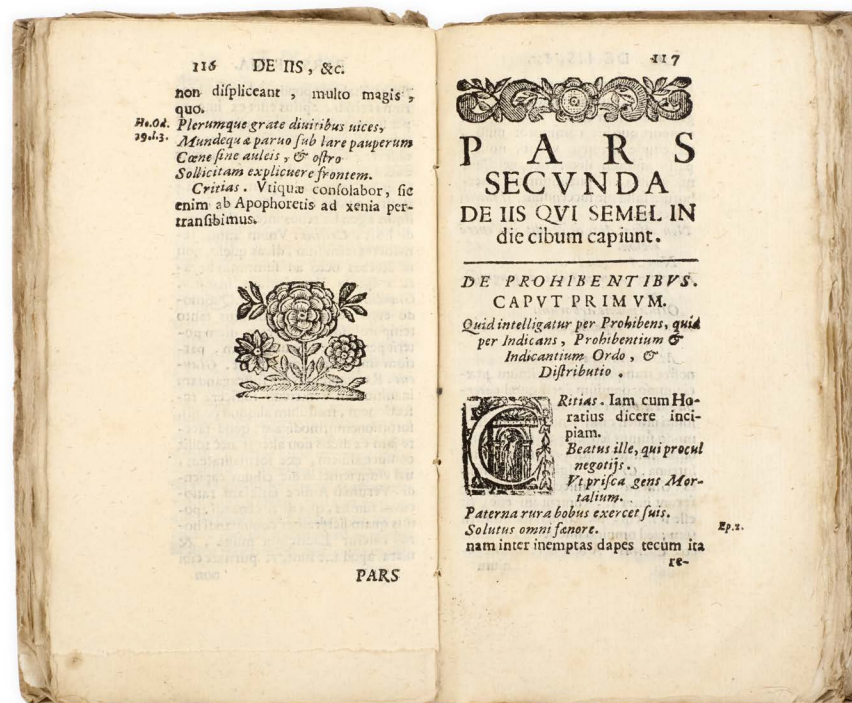 116 DE IIS, &c.
non displiceant, multo magis,
quo.
Ho.Od. Plerumque grate diuitibus uices,
29.l.3. Mundequæ paruo sub lare pauperum
Cœne sine auleis, & ostro
Sollicitam explicuere frontem.
Critias. Vtiquæ consolabor, sic
enim ab Apophoretis ad xenia per-
transibimus.
PARS
117
PARS
SECVNDA
DE IIS QVI SEMEL IN
die cibum capiunt.
DE PROHIBENTIBVS.
CAPVT PRIMVM.
Quid intelligatur per Prohibens, quid
per Indicans, Prohibentium &
Indicantium Ordo, &
Distributio.
CRitias. Iam cum Ho-
ratius dicere inci-
piam.
Beatus ille, qui procul
negotijs.
Vt prisca gens Mor-
talium.
Paterna rura bobus exercet suis.
Solutus omni fænore. Ep.2.
nam inter inemptas dapes tecum ita
re-